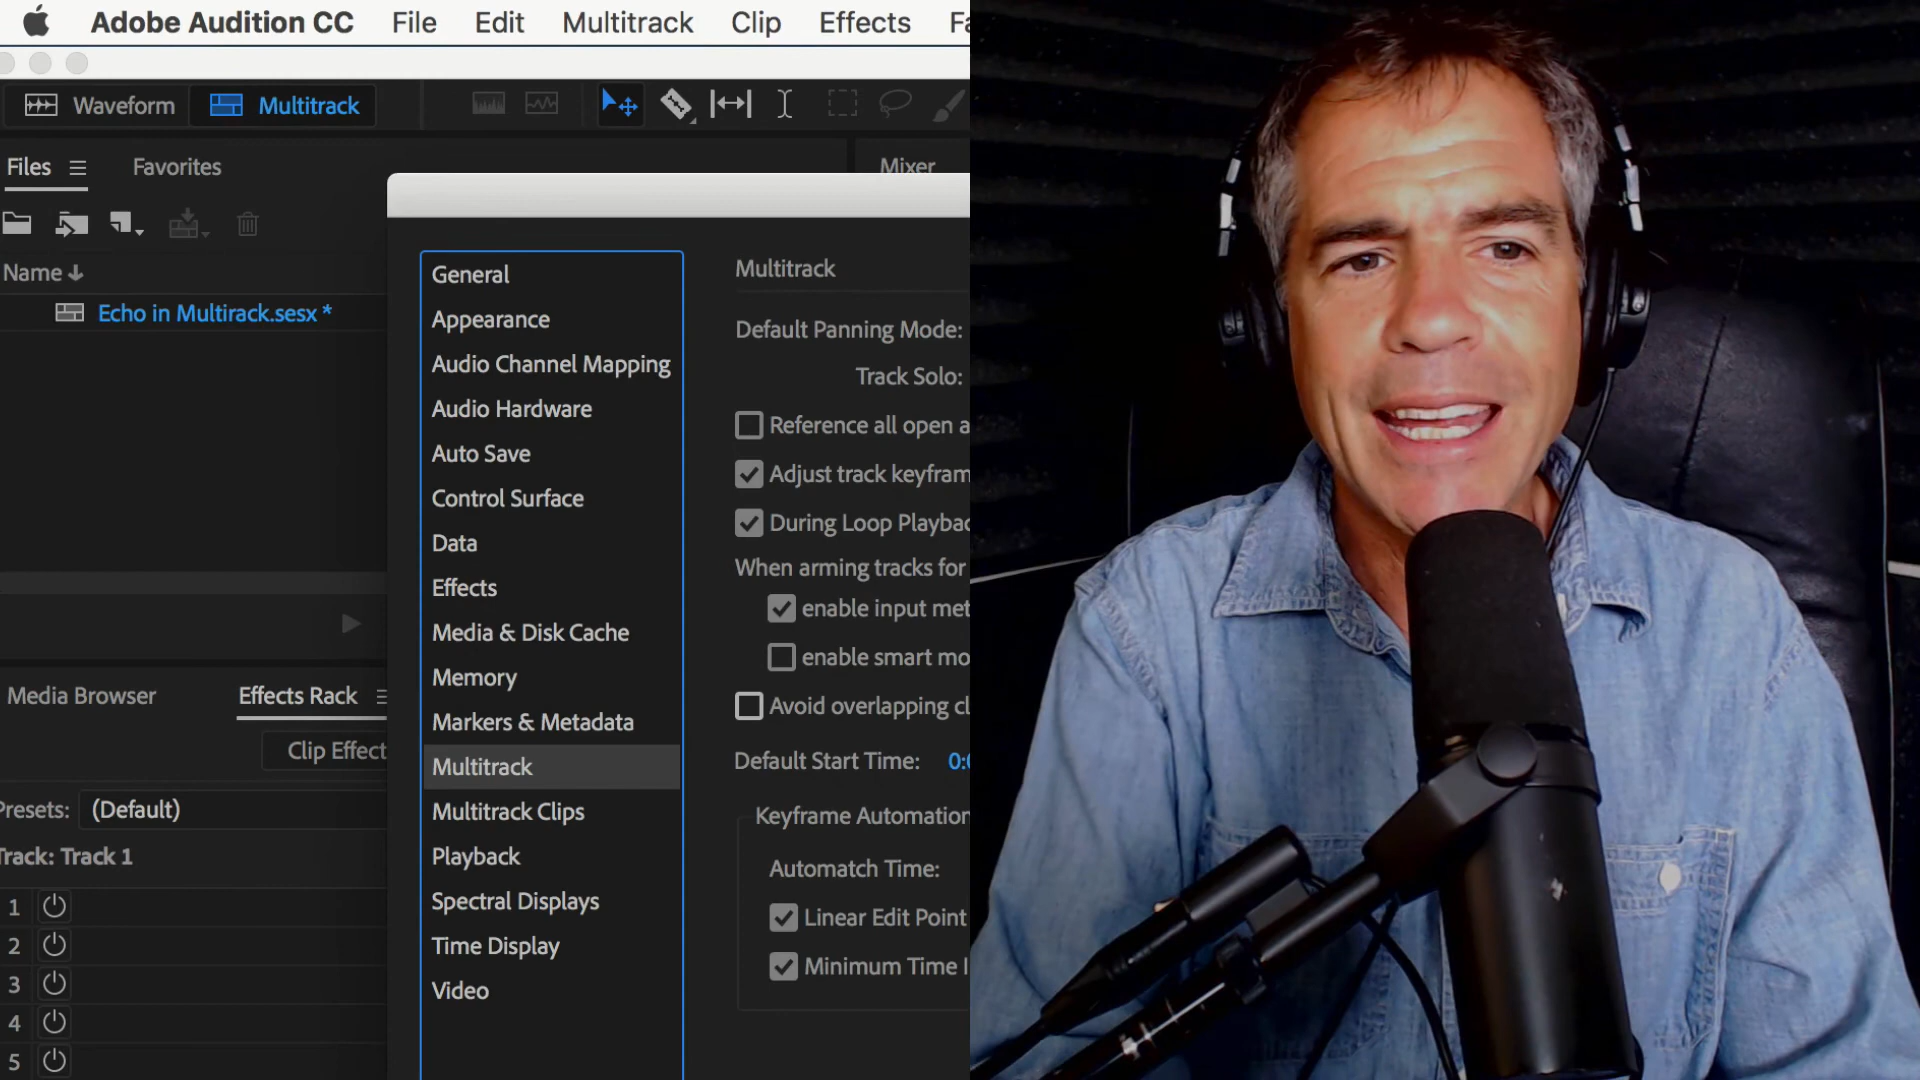 Adobe Audition CC File Edit Multitrack Clip Effects
Waveform Multitrack
Files Favorites Mixer
Name
Echo in Multirack.sesx *
General
Appearance
Audio Channel Mapping
Audio Hardware
Auto Save
Control Surface
Data
Effects
Media & Disk Cache
Memory
Markers & Metadata
Multitrack
Multitrack Clips
Playback
Spectral Displays
Time Display
Video
Multitrack
Default Panning Mode:
Track Solo:
Reference all open a
Adjust track keyfram
During Loop Playbac
When arming tracks for
enable input met
enable smart mo
Avoid overlapping cl
Default Start Time: 0:0
Keyframe Automation
Automatch Time:
Linear Edit Point
Minimum Time I
Media Browser Effects Rack
Clip Effect
Presets: (Default)
Track: Track 1
1
2
3
4
5